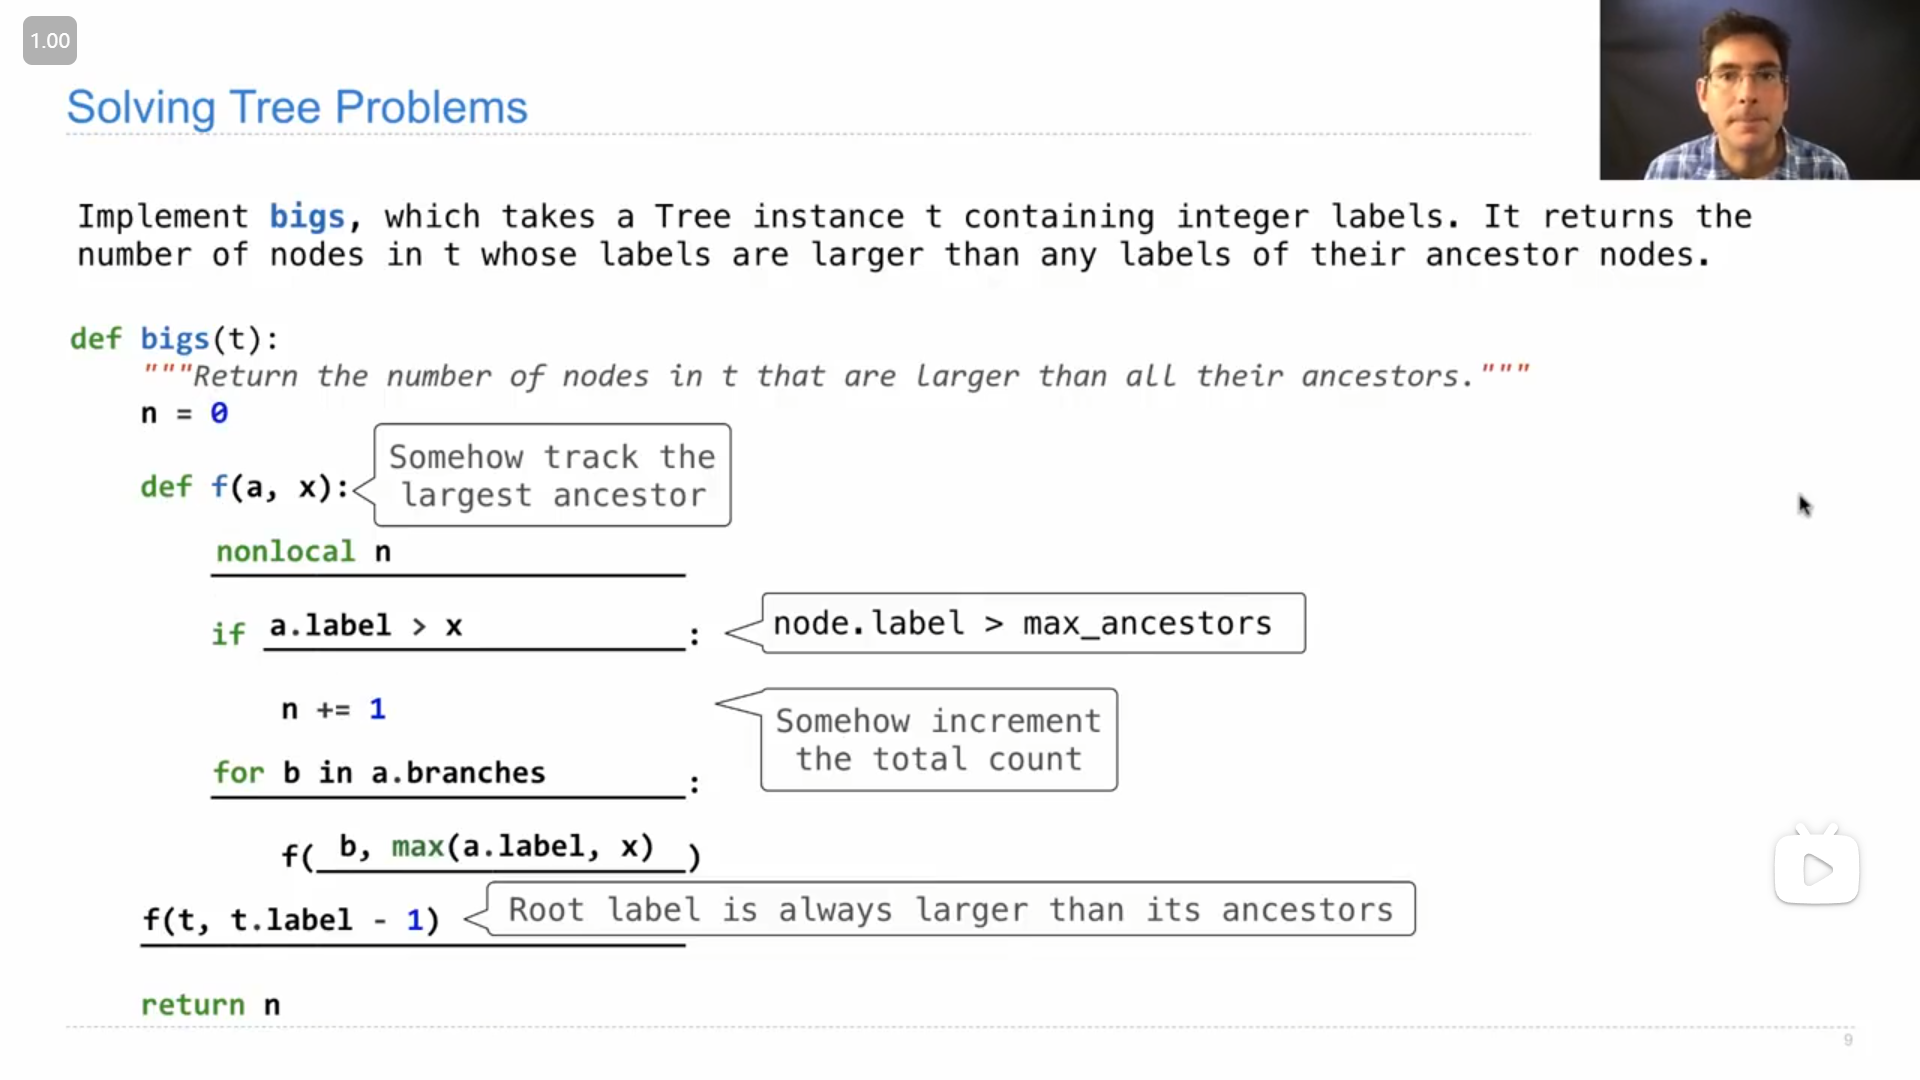 1.00
Solving Tree Problems
Implement bigs, which takes a Tree instance t containing integer labels. It returns the
number of nodes in t whose labels are larger than any labels of their ancestor nodes.
def bigs(t):
"""Return the number of nodes in t that are larger than all their ancestors."""
n = 0
Somehow track the
largest ancestor
def f(a, x):
nonlocal n
if a.label > x :
node.label > max_ancestors
n += 1
Somehow increment
the total count
for b in a.branches :
f( b, max(a.label, x) )
f(t, t.label - 1)
Root label is always larger than its ancestors
return n
9